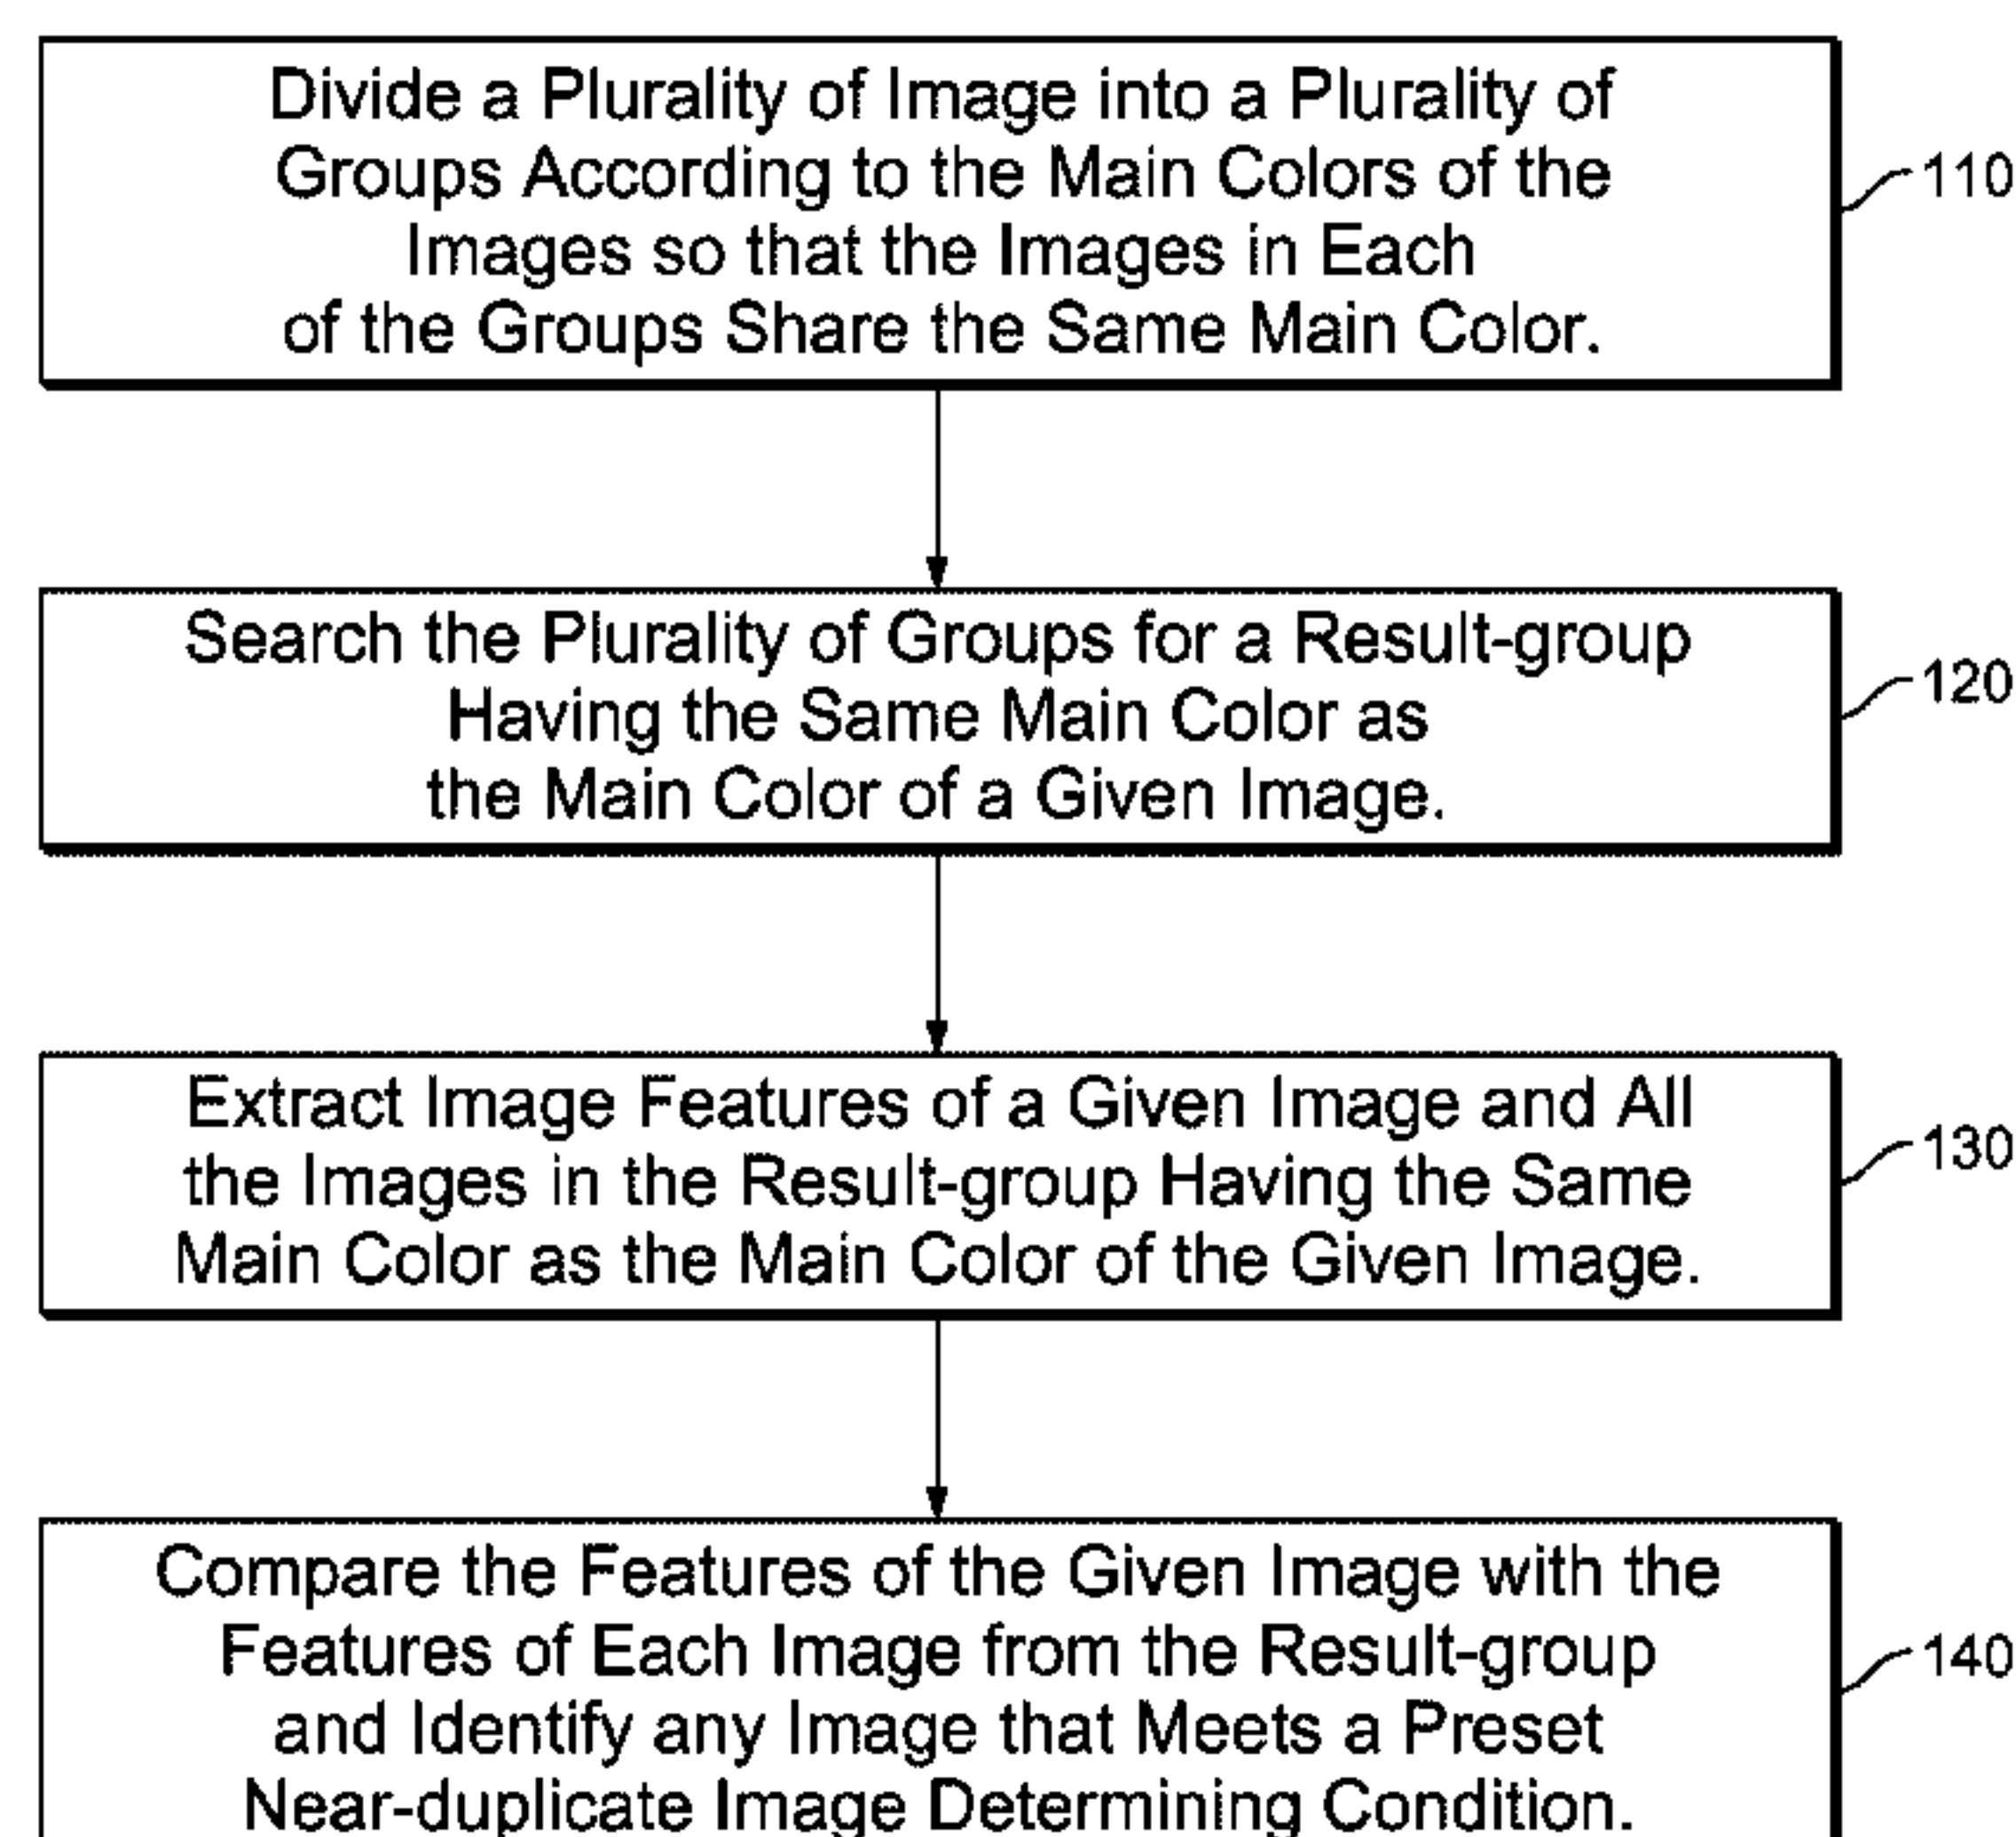 Divide a Plurality of Image into a Plurality of
Groups According to the Main Colors of the
Images so that the Images in Each
of the Groups Share the Same Main Color.
110
Search the Plurality of Groups for a Result-group
Having the Same Main Color as
the Main Color of a Given Image.
120
Extract Image Features of a Given Image and All
the Images in the Result-group Having the Same
Main Color as the Main Color of the Given Image.
130
Compare the Features of the Given Image with the
Features of Each Image from the Result-group
and Identify any Image that Meets a Preset
Near-duplicate Image Determining Condition.
140